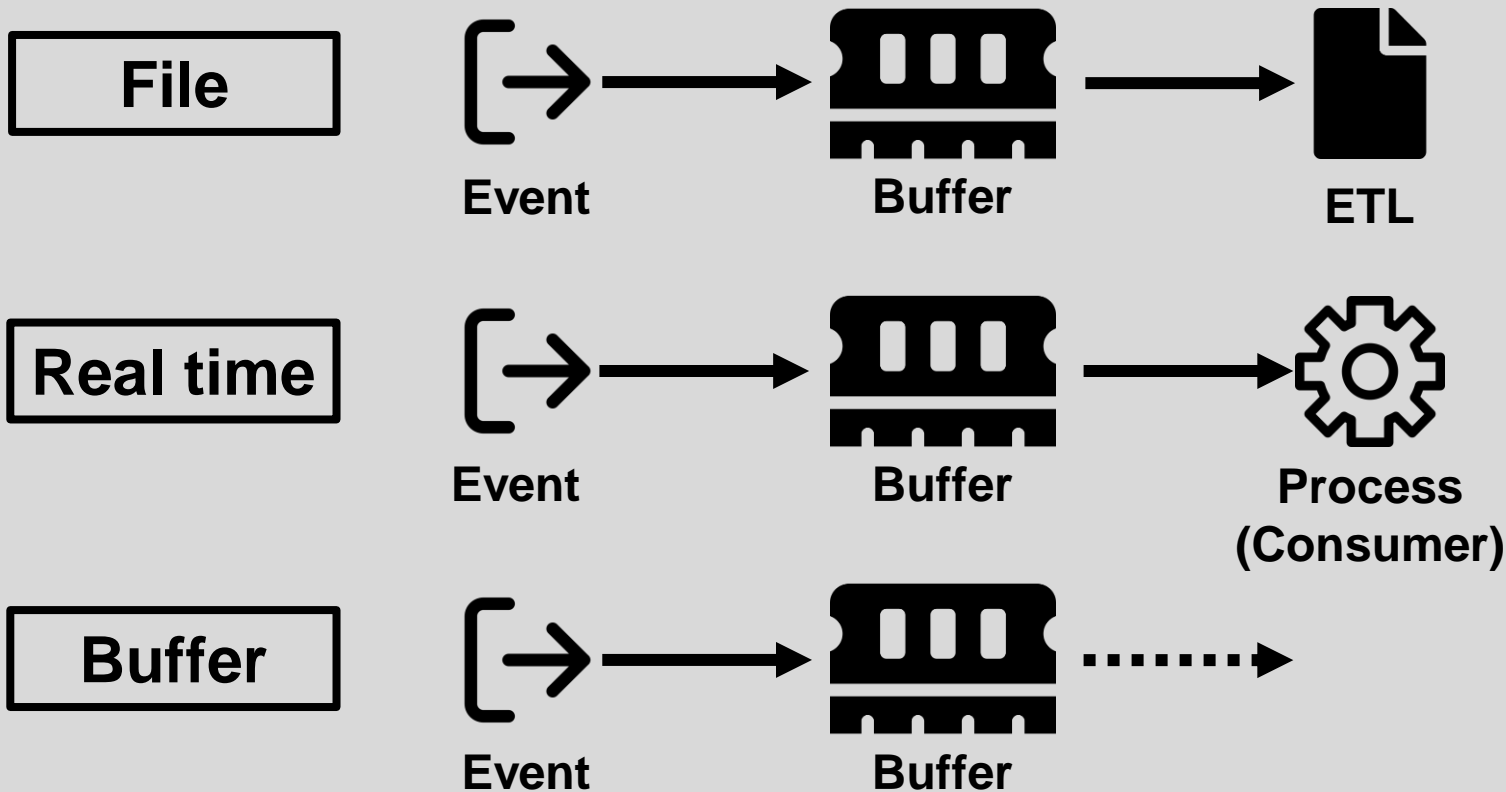 File
Event
Buffer
ETL
Real time
Event
Buffer
Process
(Consumer)
Buffer
Event
Buffer